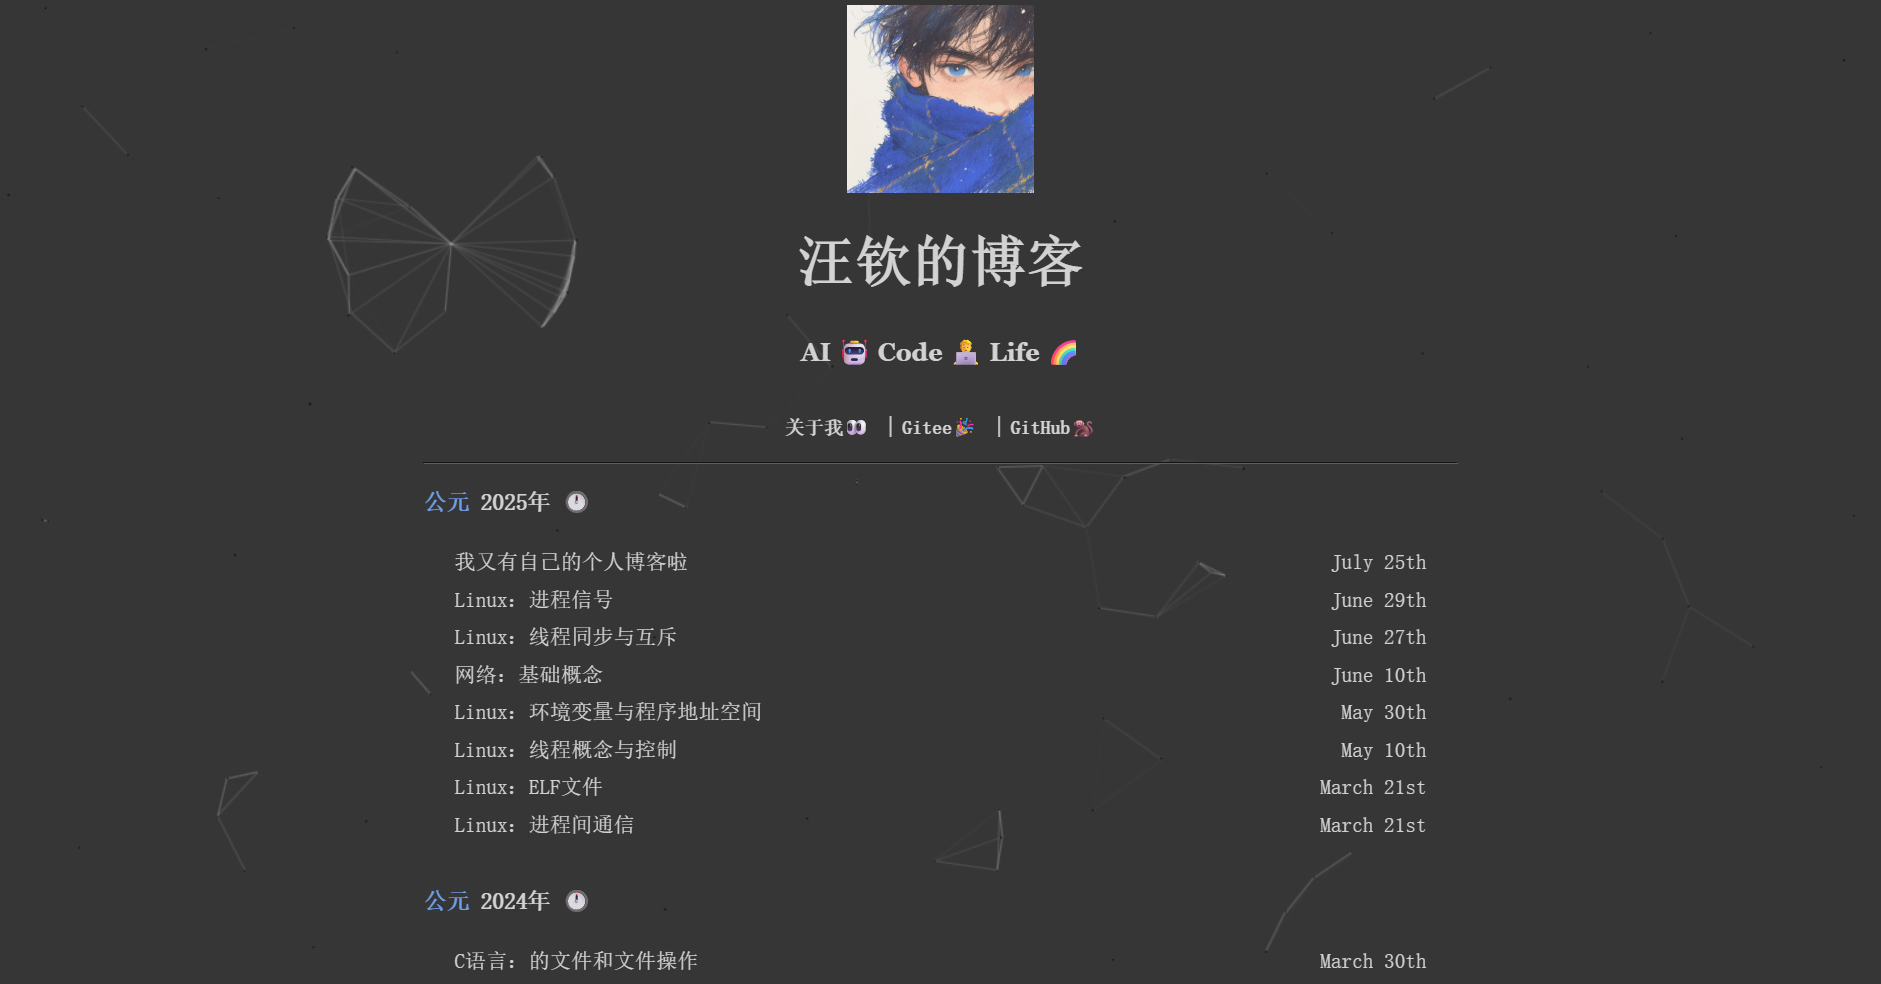 汪钦的博客
AI 🤖 Code 🧑‍💻 Life 🌈
关于我👀 | Gitee🎉 | GitHub🐒
公元 2025年 🕛
我又有自己的个人博客啦 July 25th
Linux：进程信号 June 29th
Linux：线程同步与互斥 June 27th
网络：基础概念 June 10th
Linux：环境变量与程序地址空间 May 30th
Linux：线程概念与控制 May 10th
Linux：ELF文件 March 21st
Linux：进程间通信 March 21st
公元 2024年 🕛
C语言：的文件和文件操作 March 30th